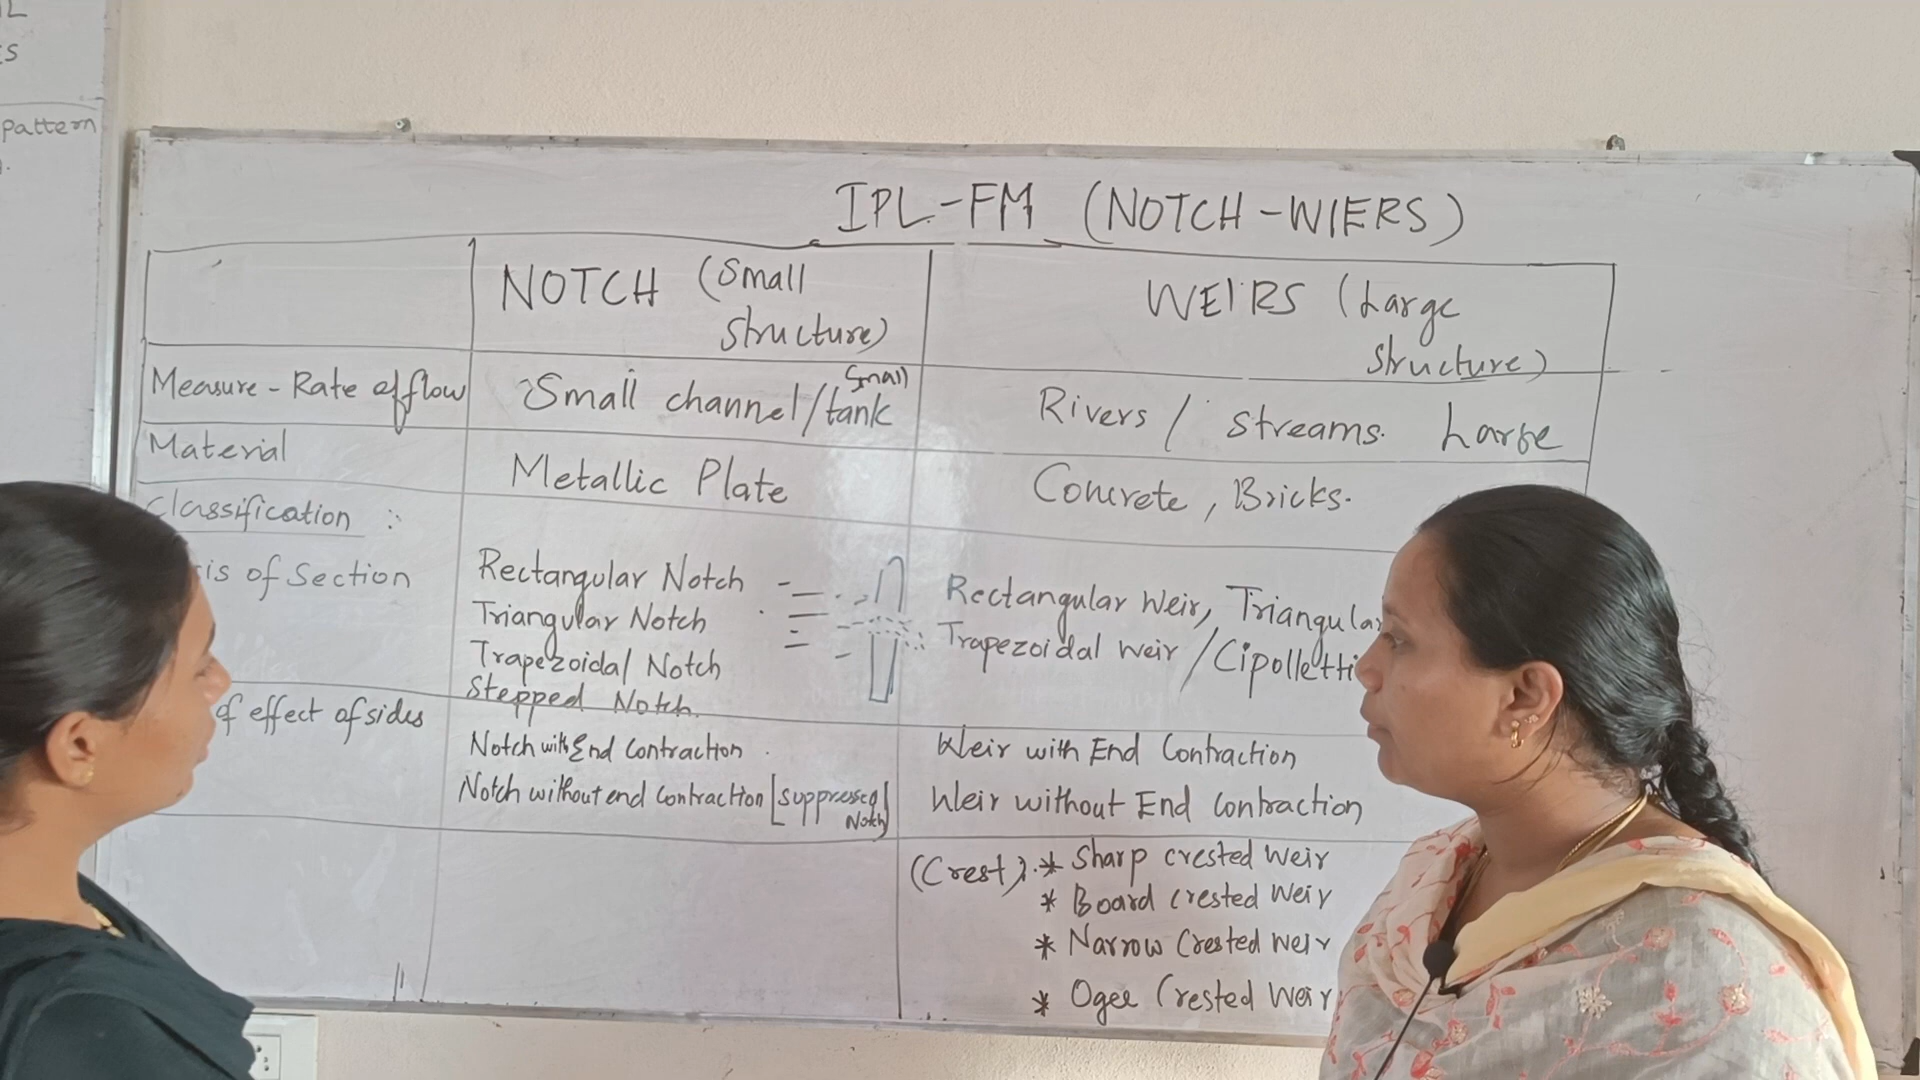 pattern
IPL-FM (NOTCH-WIERS)
NOTCH (Small
structure)
WEIRS (Large
structure)
Measure - Rate of flow
Small channel/tank
Small
Rivers / Streams. Large
Material
Metallic Plate
Concrete, Bricks.
Classification :
of Section
Rectangular Notch
Triangular Notch
Trapezoidal Notch
Stepped Notch.
Rectangular Weir, Triangular
Trapezoidal Weir /Cipolletti
of effect of sides
Notch with End Contraction
Notch without end Contraction [Suppressed
Notch]
Weir with End Contraction
Weir without End Contraction
(Crest). * Sharp crested Weir
* Board Crested Weir
* Narrow Crested Weir
* Ogee Crested Weir